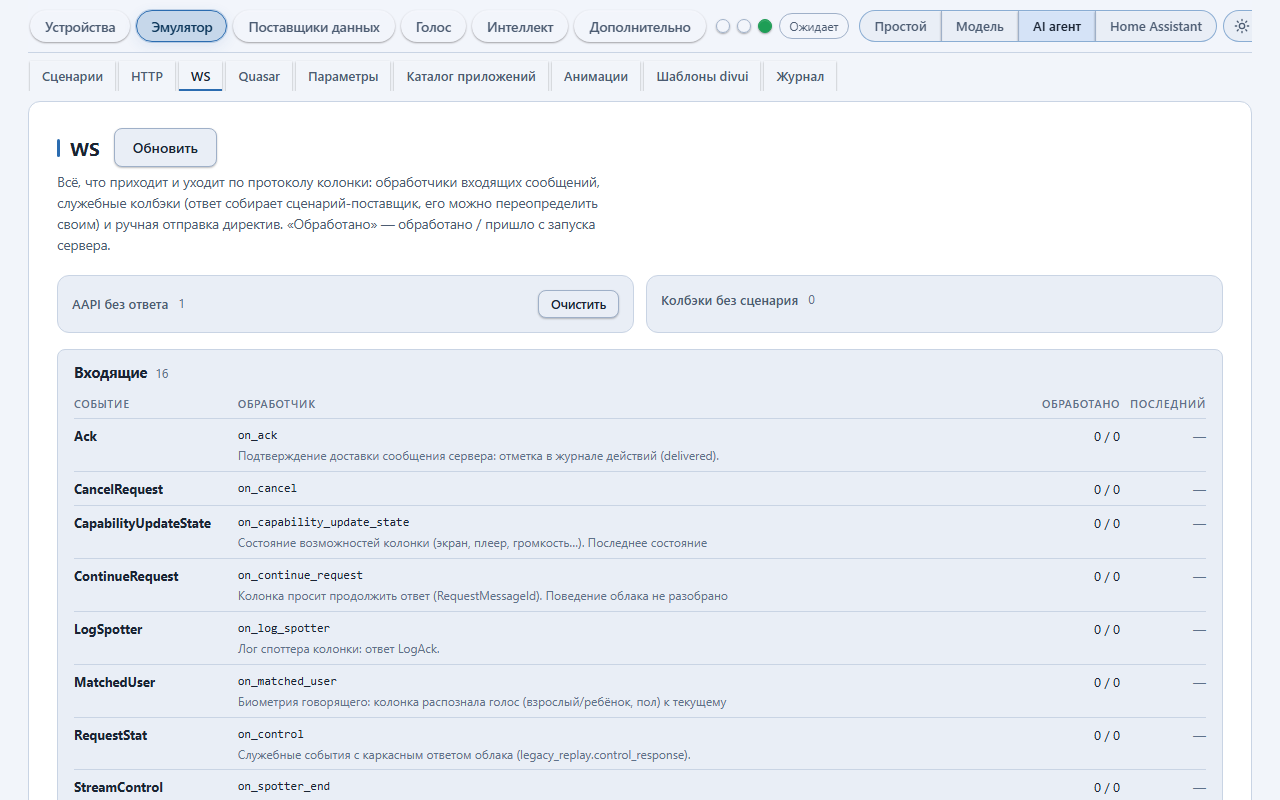 Устройства Эмулятор Поставщики данных Голос Интеллект Дополнительно Ожидает Простой Модель AI агент Home Assistant
Сценарии HTTP WS Quasar Параметры Каталог приложений Анимации Шаблоны divui Журнал
WS Обновить
Всё, что приходит и уходит по протоколу колонки: обработчики входящих сообщений,
служебные колбэки (ответ собирает сценарий-поставщик, его можно переопределить
своим) и ручная отправка директив. «Обработано» — обработано / пришло с запуска
сервера.
AAPI без ответа 1 Очистить
Колбэки без сценария 0
Входящие 16
СОБЫТИЕ ОБРАБОТЧИК ОБРАБОТАНО ПОСЛЕДНИЙ
Ack on_ack 0 / 0 —
Подтверждение доставки сообщения сервера: отметка в журнале действий (delivered).
CancelRequest on_cancel 0 / 0 —
CapabilityUpdateState on_capability_update_state 0 / 0 —
Состояние возможностей колонки (экран, плеер, громкость…). Последнее состояние
ContinueRequest on_continue_request 0 / 0 —
Колонка просит продолжить ответ (RequestMessageId). Поведение облака не разобрано
LogSpotter on_log_spotter 0 / 0 —
Лог споттера колонки: ответ LogAck.
MatchedUser on_matched_user 0 / 0 —
Биометрия говорящего: колонка распознала голос (взрослый/ребёнок, пол) к текущему
RequestStat on_control 0 / 0 —
Служебные события с каркасным ответом облака (legacy_replay.control_response).
StreamControl on_spotter_end 0 / 0 —